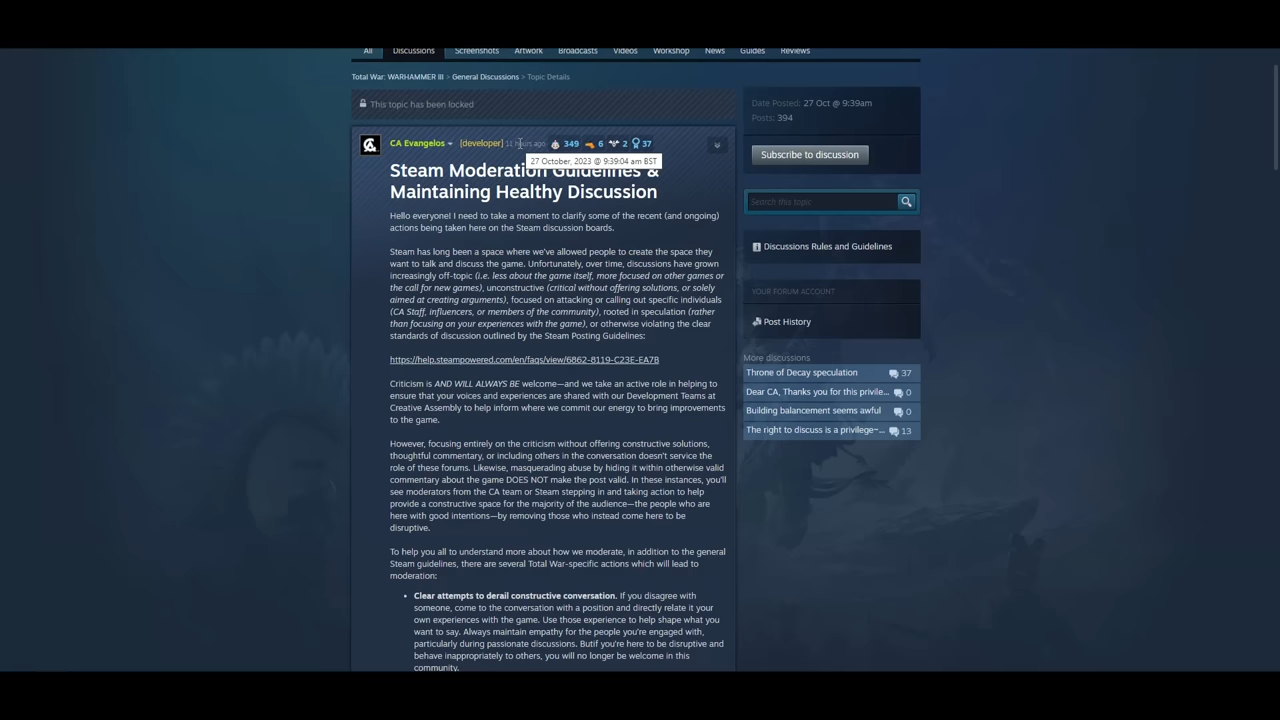 All Discussions Screenshots Artwork Broadcasts Videos Workshop News Guides Reviews
Total War: WARHAMMER III > General Discussions > Topic Details
This topic has been locked
CA Evangelos [developer] 11 hours ago 349 6 2 37
27 October, 2023 @ 9:39:04 am BST
Steam Moderation Guidelines &
Maintaining Healthy Discussion
Hello everyone! I need to take a moment to clarify some of the recent (and ongoing)
actions being taken here on the Steam discussion boards.
Steam has long been a space where we've allowed people to create the space they
want to talk and discuss the game. Unfortunately, over time, discussions have grown
increasingly off-topic (i.e. less about the game itself, more focused on other games or
the call for new games), unconstructive (critical without offering solutions, or solely
aimed at creating arguments), focused on attacking or calling out specific individuals
(CA Staff, influencers, or members of the community), rooted in speculation (rather
than focusing on your experiences with the game), or otherwise violating the clear
standards of discussion outlined by the Steam Posting Guidelines:
https://help.steampowered.com/en/faqs/view/6862-8119-C23E-EA7B
Criticism is AND WILL ALWAYS BE welcome—and we take an active role in helping to
ensure that your voices and experiences are shared with our Development Teams at
Creative Assembly to help inform where we commit our energy to bring improvements
to the game.
However, focusing entirely on the criticism without offering constructive solutions,
thoughtful commentary, or including others in the conversation doesn't service the
role of these forums. Likewise, masquerading abuse by hiding it within otherwise valid
commentary about the game DOES NOT make the post valid. In these instances, you'll
see moderators from the CA team or Steam stepping in and taking action to help
provide a constructive space for the majority of the audience—the people who are
here with good intentions—by removing those who instead come here to be
disruptive.
To help you all to understand more about how we moderate, in addition to the general
Steam guidelines, there are several Total War-specific actions which will lead to
moderation:
• Clear attempts to derail constructive conversation. If you disagree with
someone, come to the conversation with a position and directly relate it your
own experiences with the game. Use those experience to help shape what you
want to say. Always maintain empathy for the people you're engaged with,
particularly during passionate discussions. Butif you're here to be disruptive and
behave inappropriately to others, you will no longer be welcome in this
community.
Date Posted: 27 Oct @ 9:39am
Posts: 394
Subscribe to discussion
Search this topic
Discussions Rules and Guidelines
YOUR FORUM ACCOUNT
Post History
More discussions
Throne of Decay speculation 37
Dear CA, Thanks you for this privile... 0
Building balancement seems awful 0
The right to discuss is a privilege~... 13